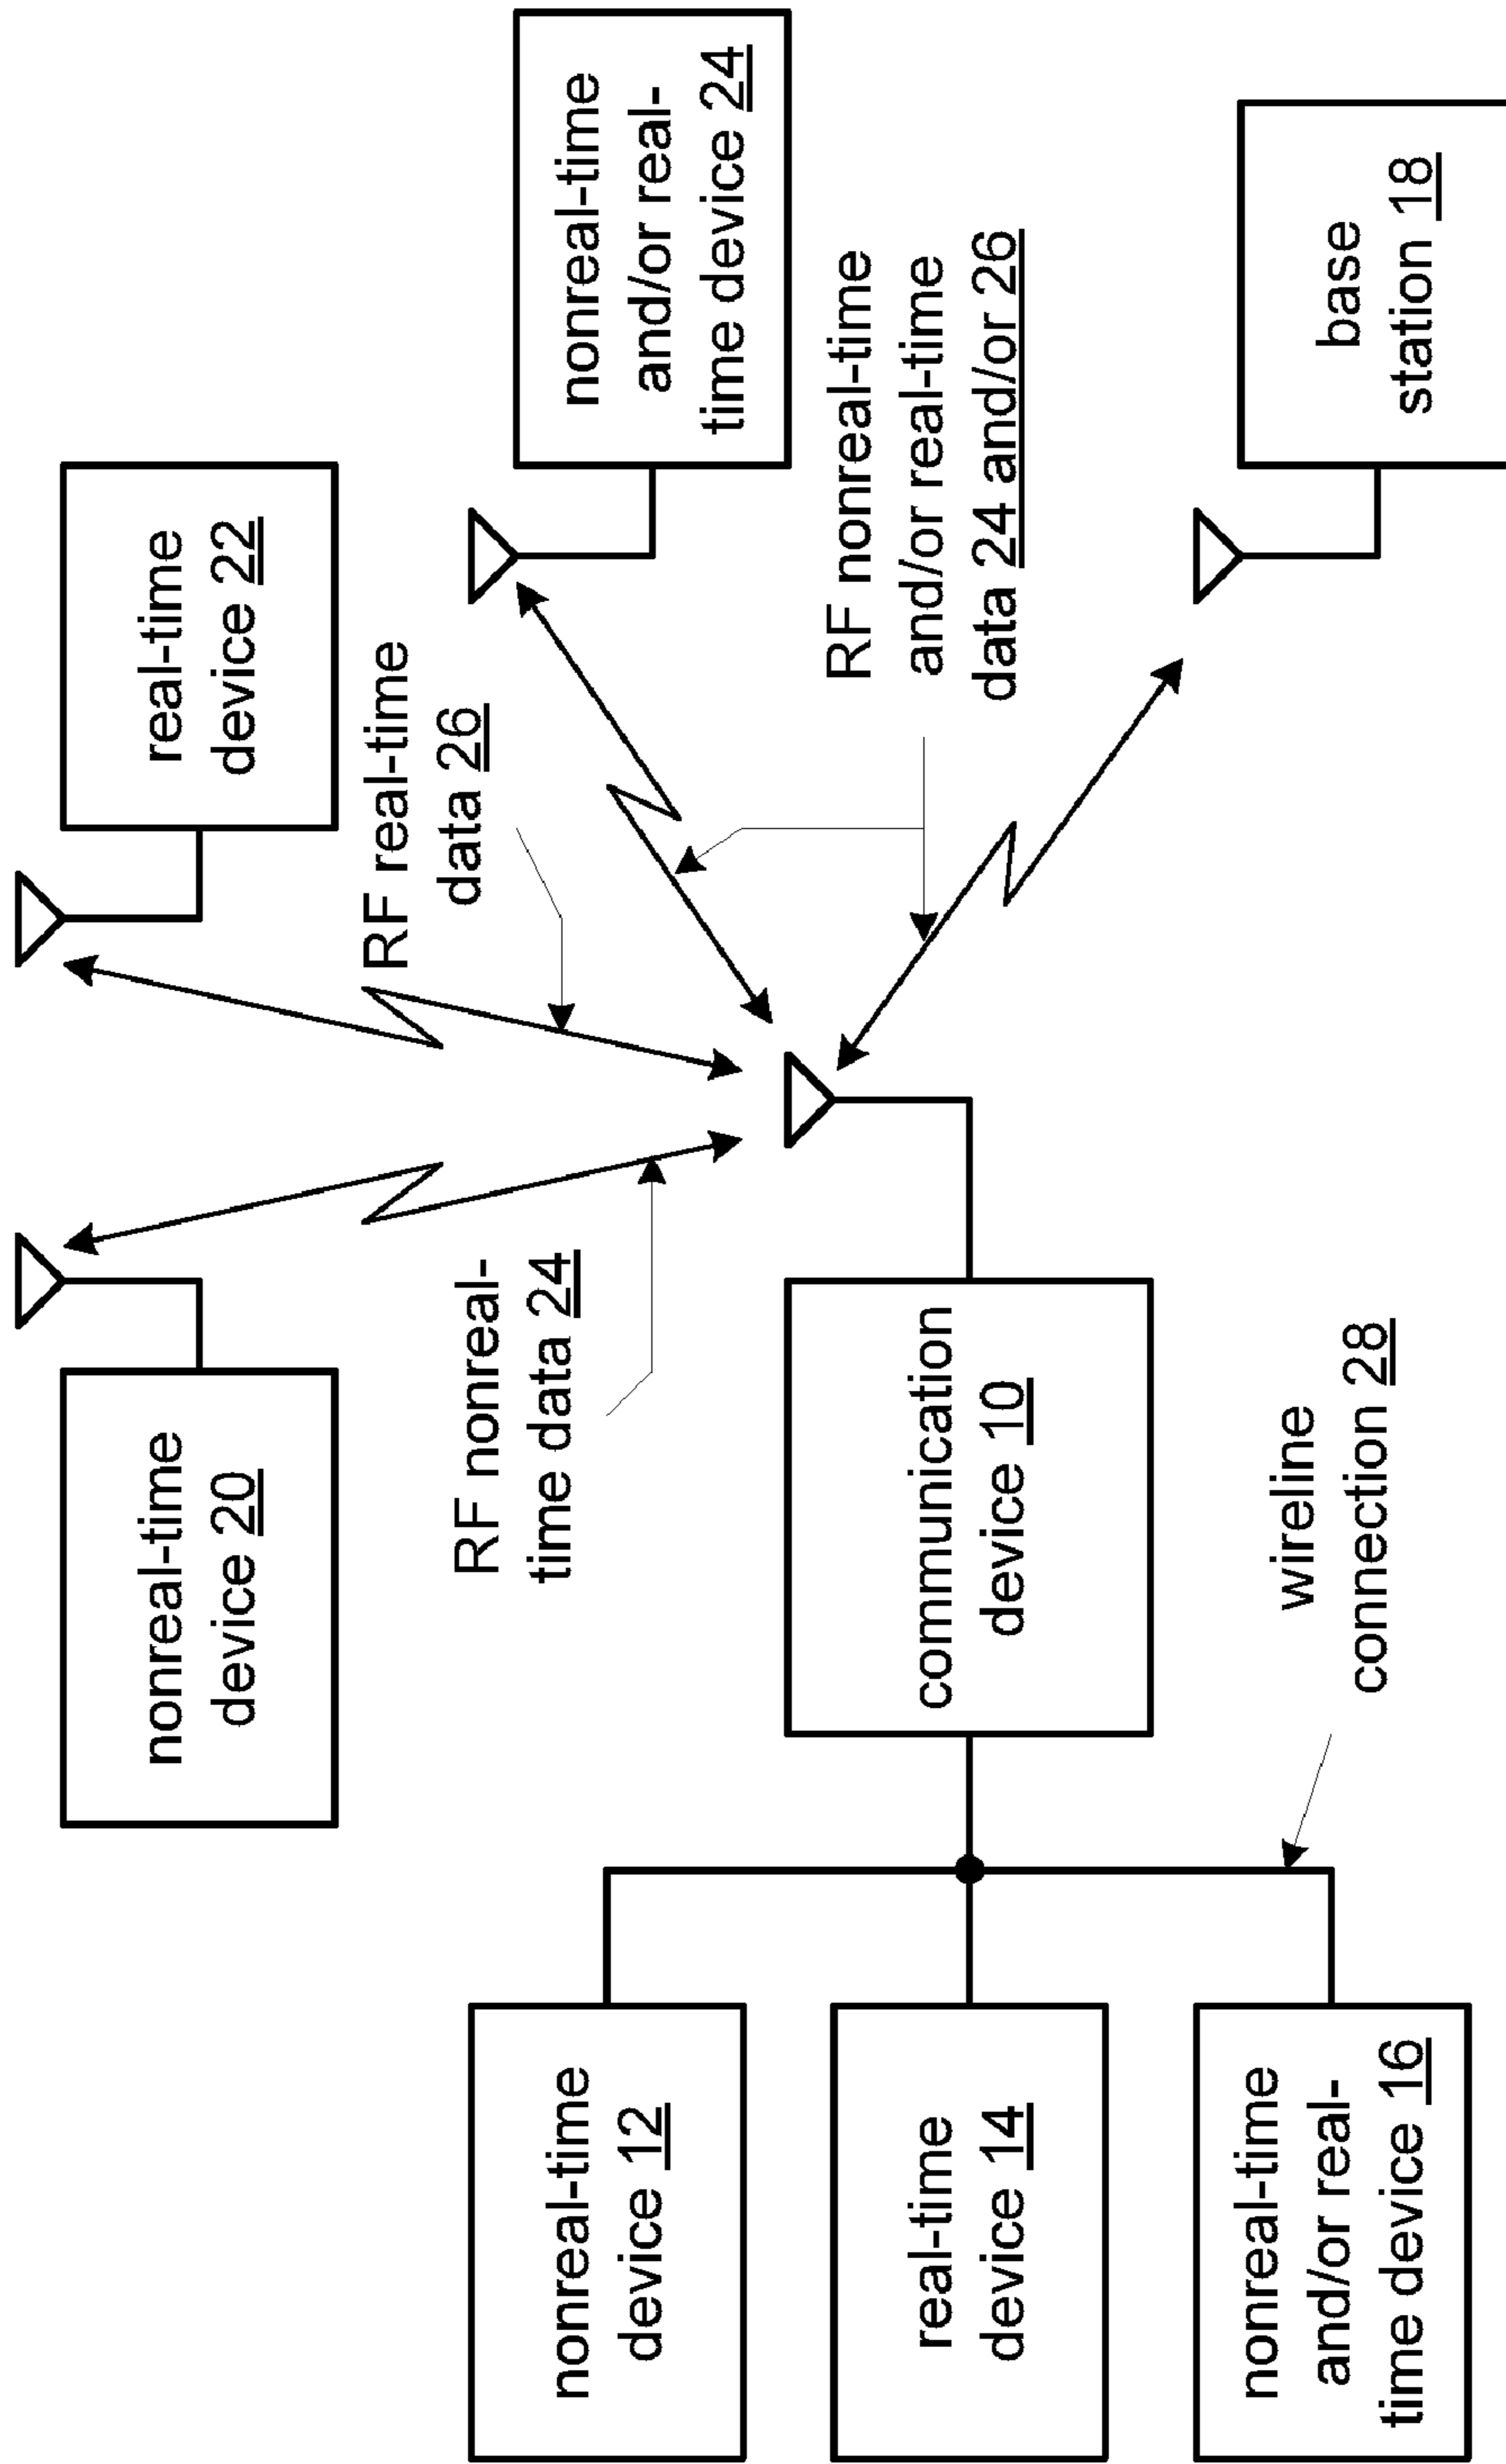 nonreal-time
device 20
real-time
device 22
RF real-time
data 26
RF nonreal-
time data 24
nonreal-time
and/or real-
time device 24
RF nonreal-time
and/or real-time
data 24 and/or 26
nonreal-time
device 12
real-time
device 14
nonreal-time
and/or real-
time device 16
communication
device 10
wireline
connection 28
base
station 18